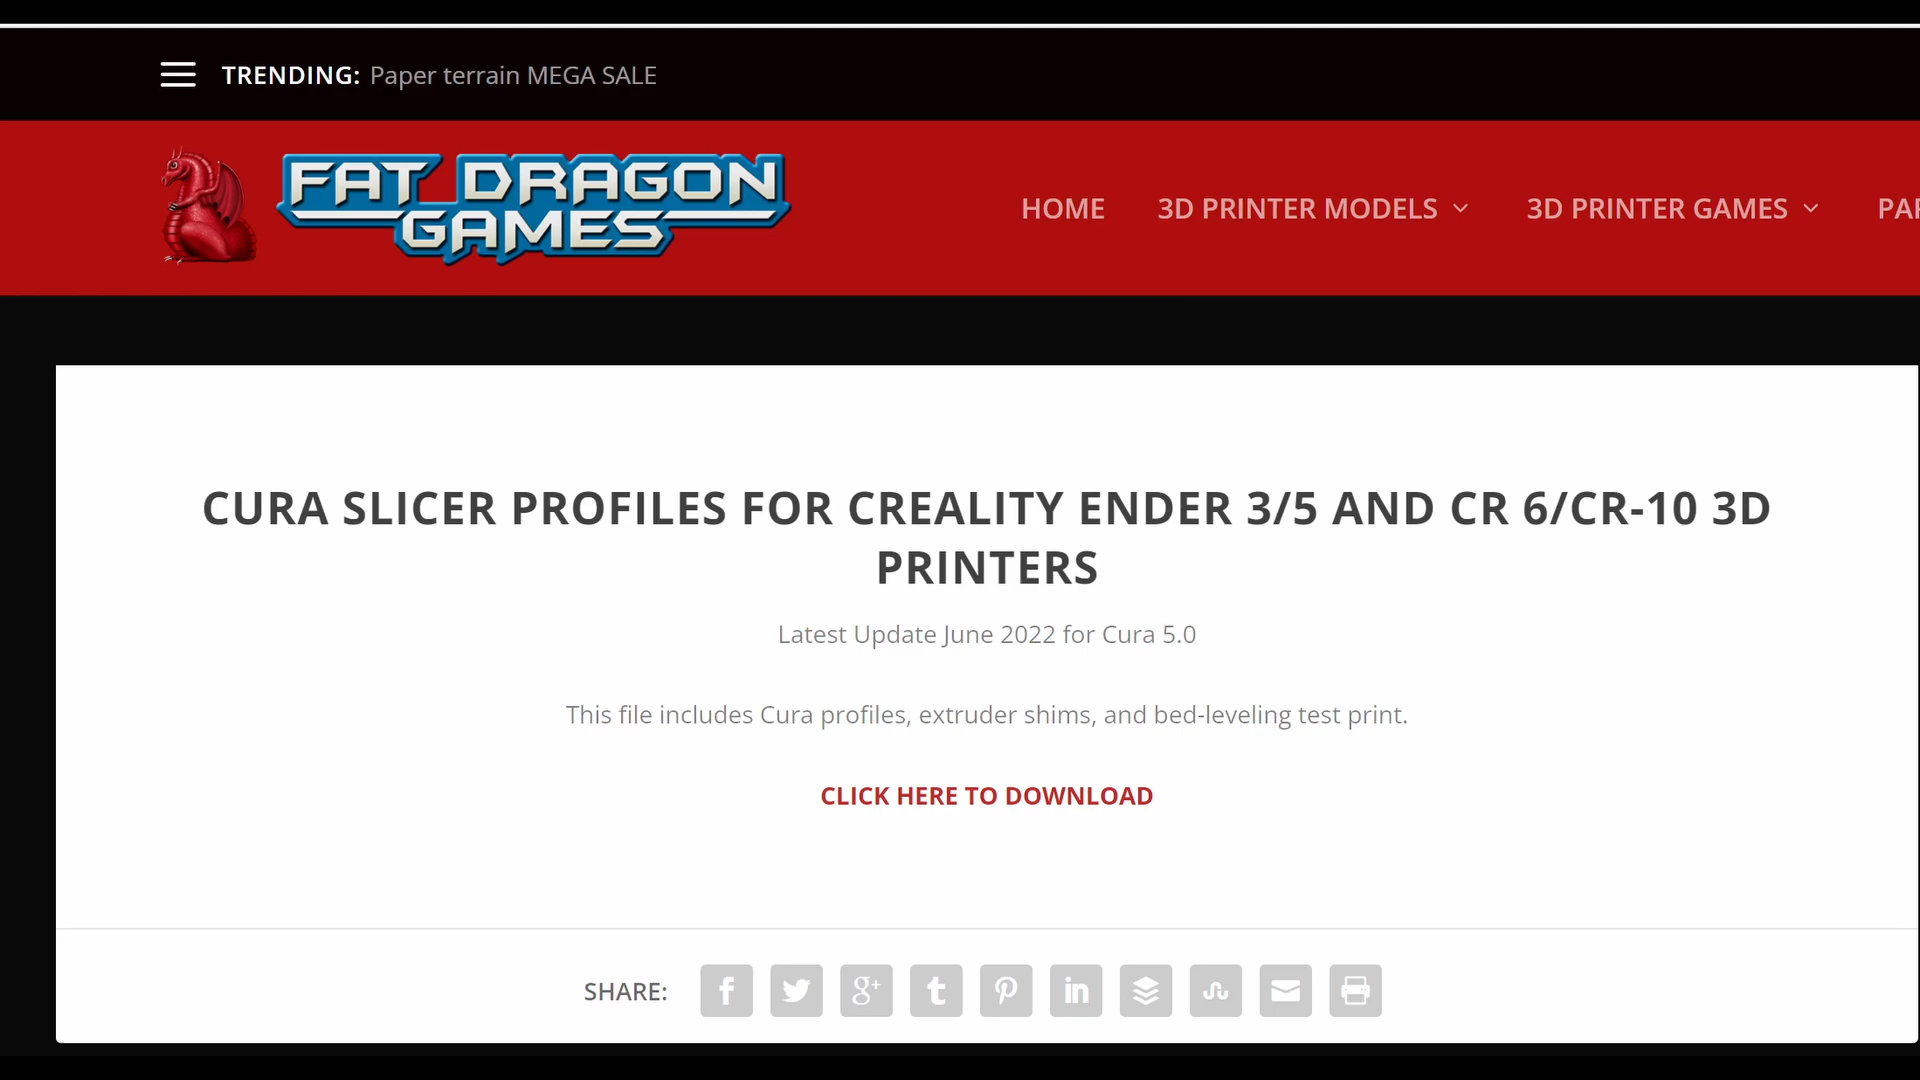 TRENDING: Paper terrain MEGA SALE
FAT DRAGON
GAMES
HOME 3D PRINTER MODELS 3D PRINTER GAMES
CURA SLICER PROFILES FOR CREALITY ENDER 3/5 AND CR 6/CR-10 3D
PRINTERS
Latest Update June 2022 for Cura 5.0
This file includes Cura profiles, extruder shims, and bed-leveling test print.
CLICK HERE TO DOWNLOAD
SHARE: